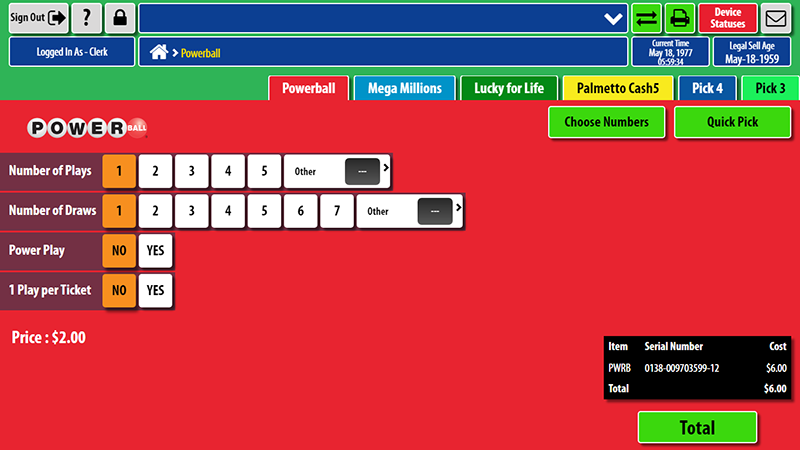 Sign Out ?
Device Statuses
Logged In As - Clerk
> Powerball
Current Time
May 18, 1977
05:59:34
Legal Sell Age
May-18-1959
Powerball Mega Millions Lucky for Life Palmetto Cash5 Pick 4 Pick 3
POWERBALL
Choose Numbers Quick Pick
Number of Plays 1 2 3 4 5 Other --- >
Number of Draws 1 2 3 4 5 6 7 Other --- >
Power Play NO YES
1 Play per Ticket NO YES
Price : $2.00
Item Serial Number Cost
PWRB 0138-009703599-12 $6.00
Total $6.00
Total